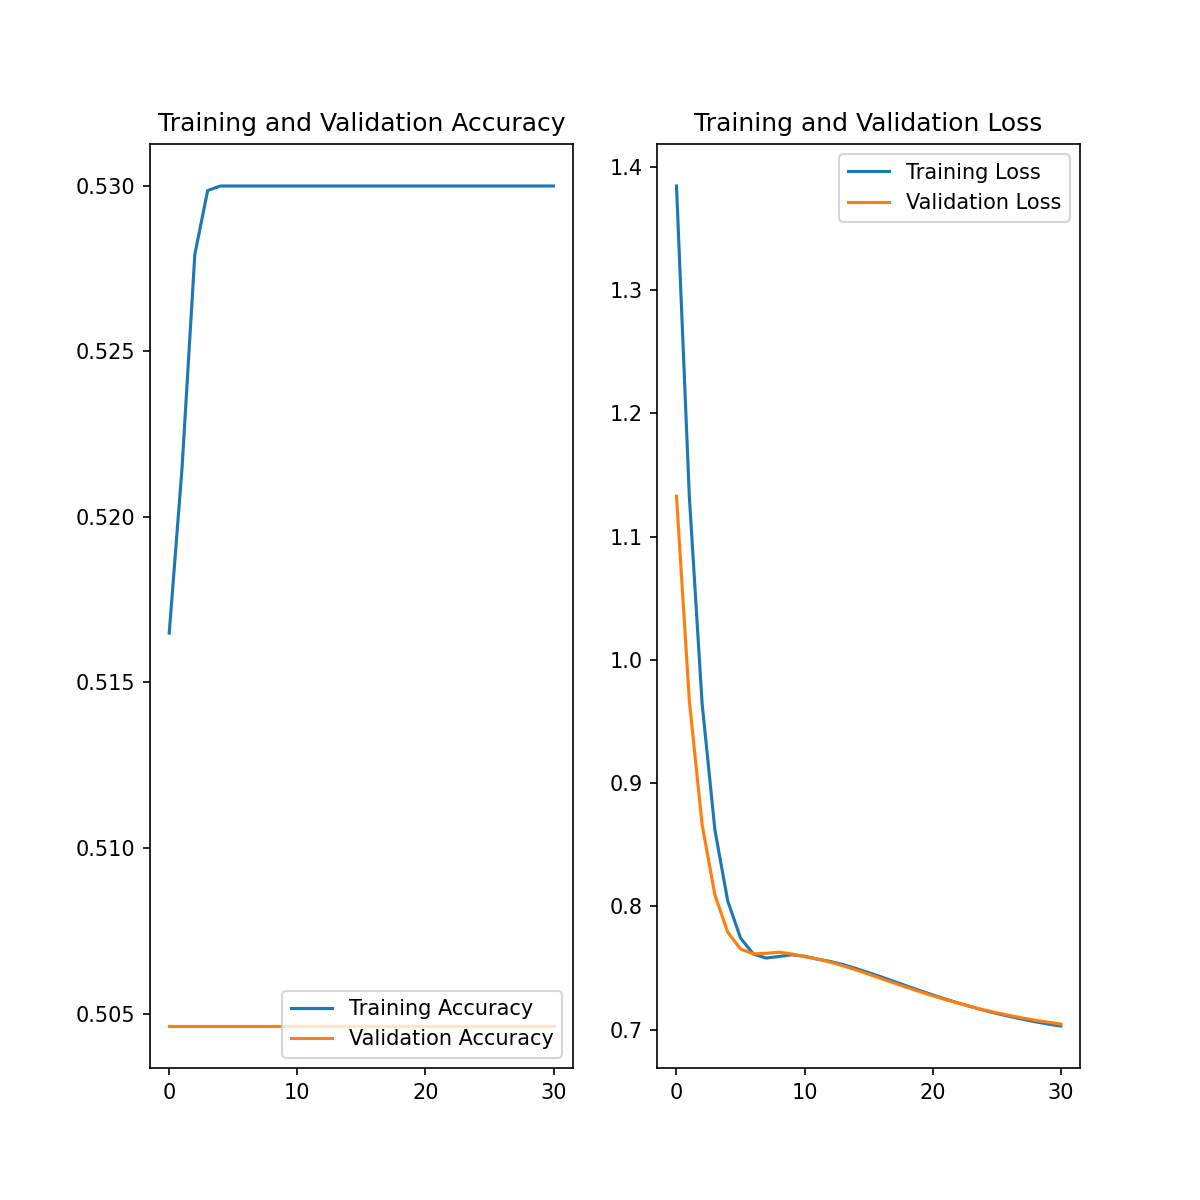 Training and Validation Accuracy
0.530
0.525
0.520
0.515
0.510
0.505
Training Accuracy
Validation Accuracy
0 10 20 30
Training and Validation Loss
1.4
1.3
1.2
1.1
1.0
0.9
0.8
0.7
Training Loss
Validation Loss
0 10 20 30